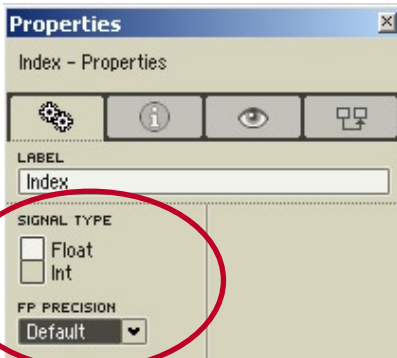 Properties
Index - Properties
LABEL
Index
SIGNAL TYPE
Float
Int
FP PRECISION
Default